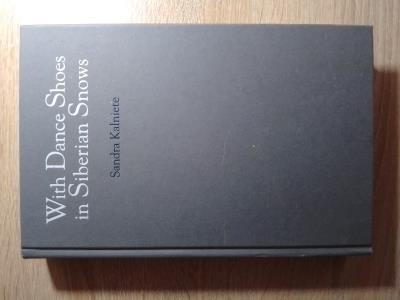 With Dance Shoes
in Siberian Snows
Sandra Kalniete